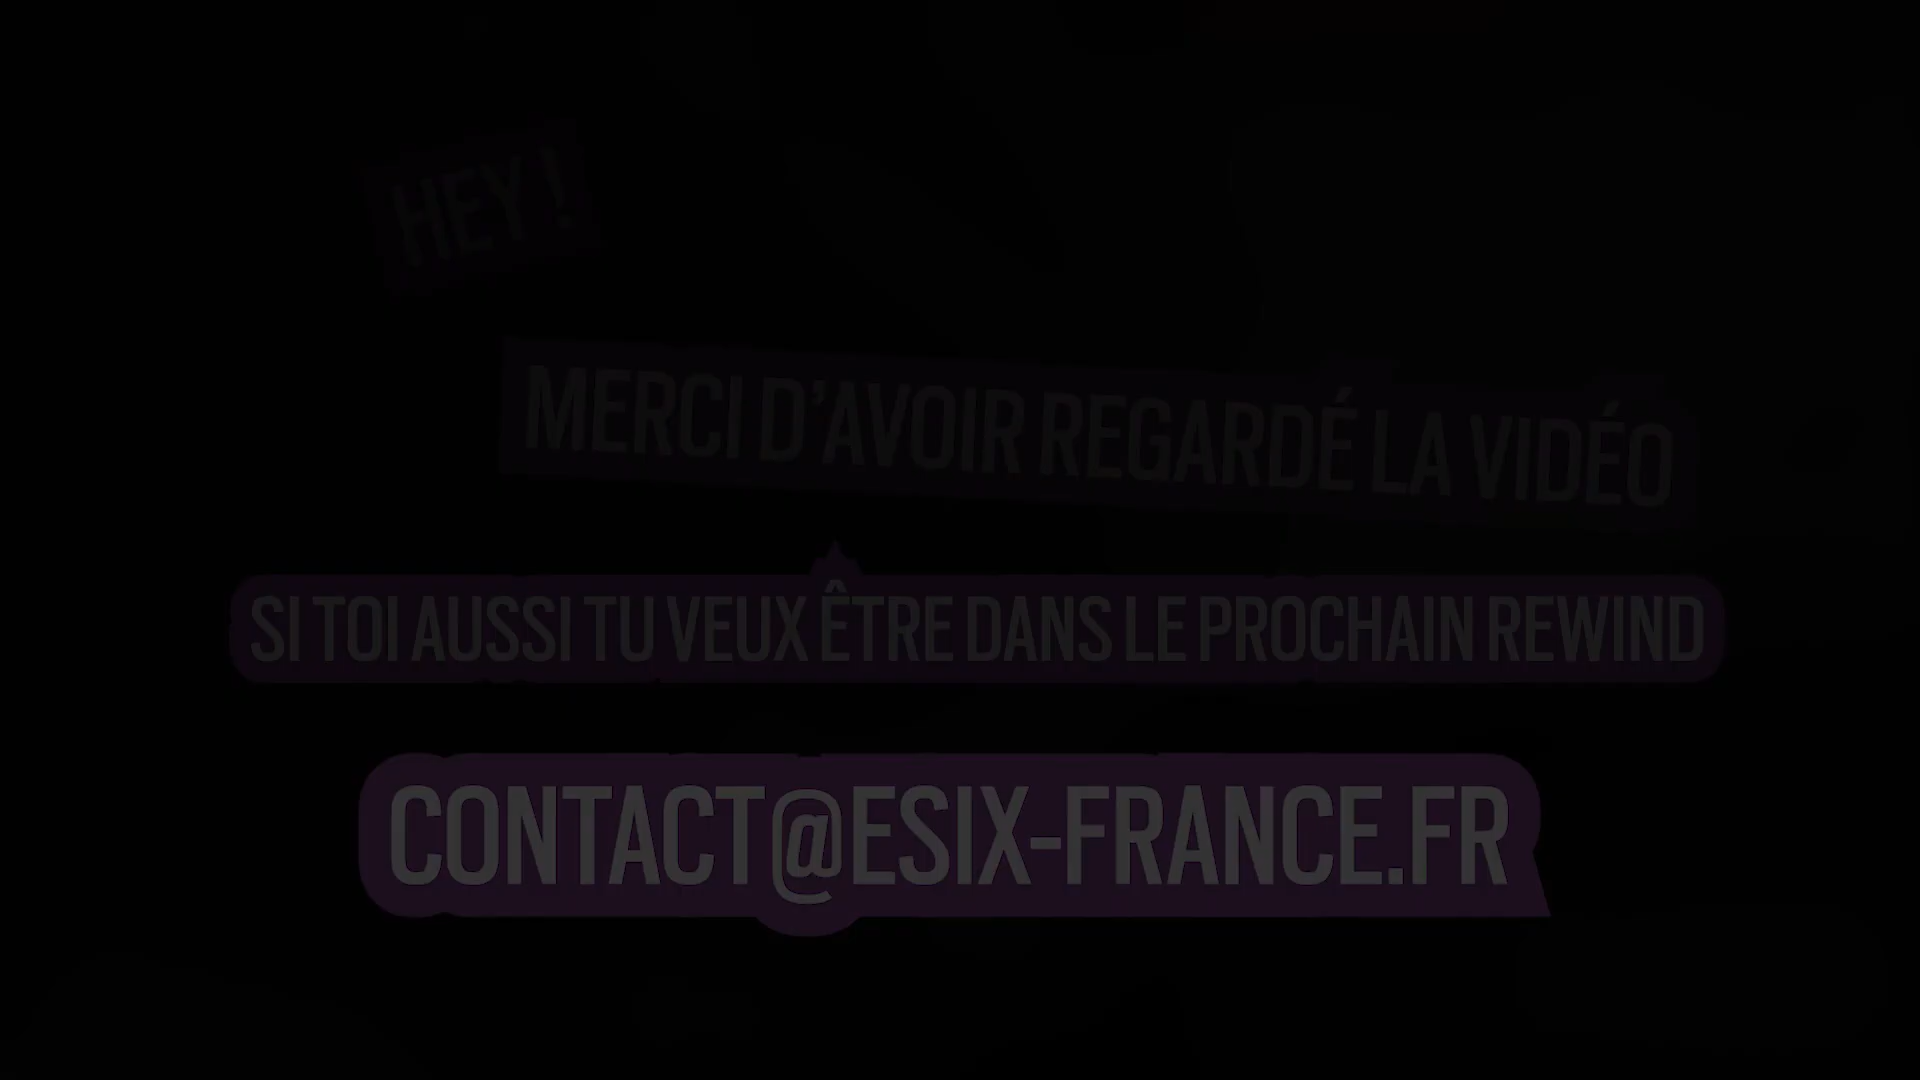 HEY !
MERCI D'AVOIR REGARDÉ LA VIDÉO
SI TOI AUSSI TU VEUX ÊTRE DANS LE PROCHAIN REWIND
CONTACT@ESIX-FRANCE.FR